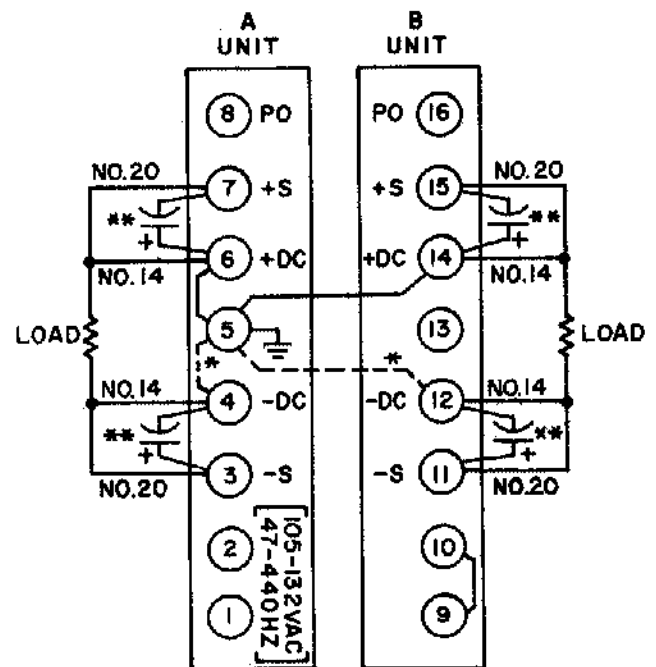 A UNIT
B UNIT
8 PO
PO 16
NO.20
7 +S
+S 15
NO.20
**
+
**
+
6 +DC
+DC 14
NO.14
NO.14
5
13
LOAD
LOAD
*
*
NO.14
4 -DC
-DC 12
NO.14
**
+
**
+
3 -S
-S 11
NO.20
NO.20
2
10
1
9
105-132VAC
47-440HZ